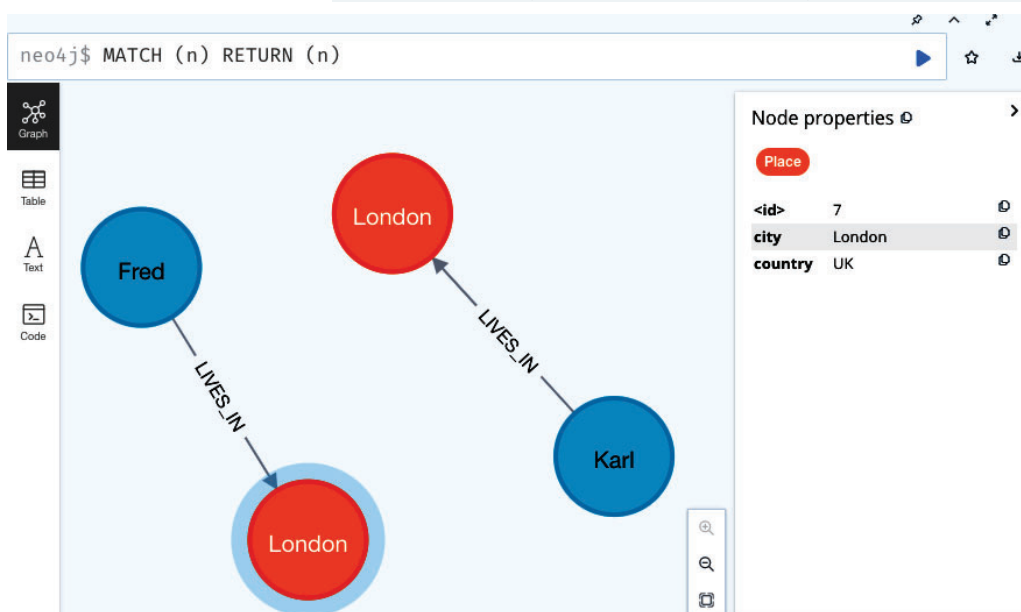 neo4j$ MATCH (n) RETURN (n)
Graph
Table
A
Text
Code
Fred
London
LIVES_IN
LIVES_IN
Karl
London
Node properties
Place
<id> 7
city London
country UK